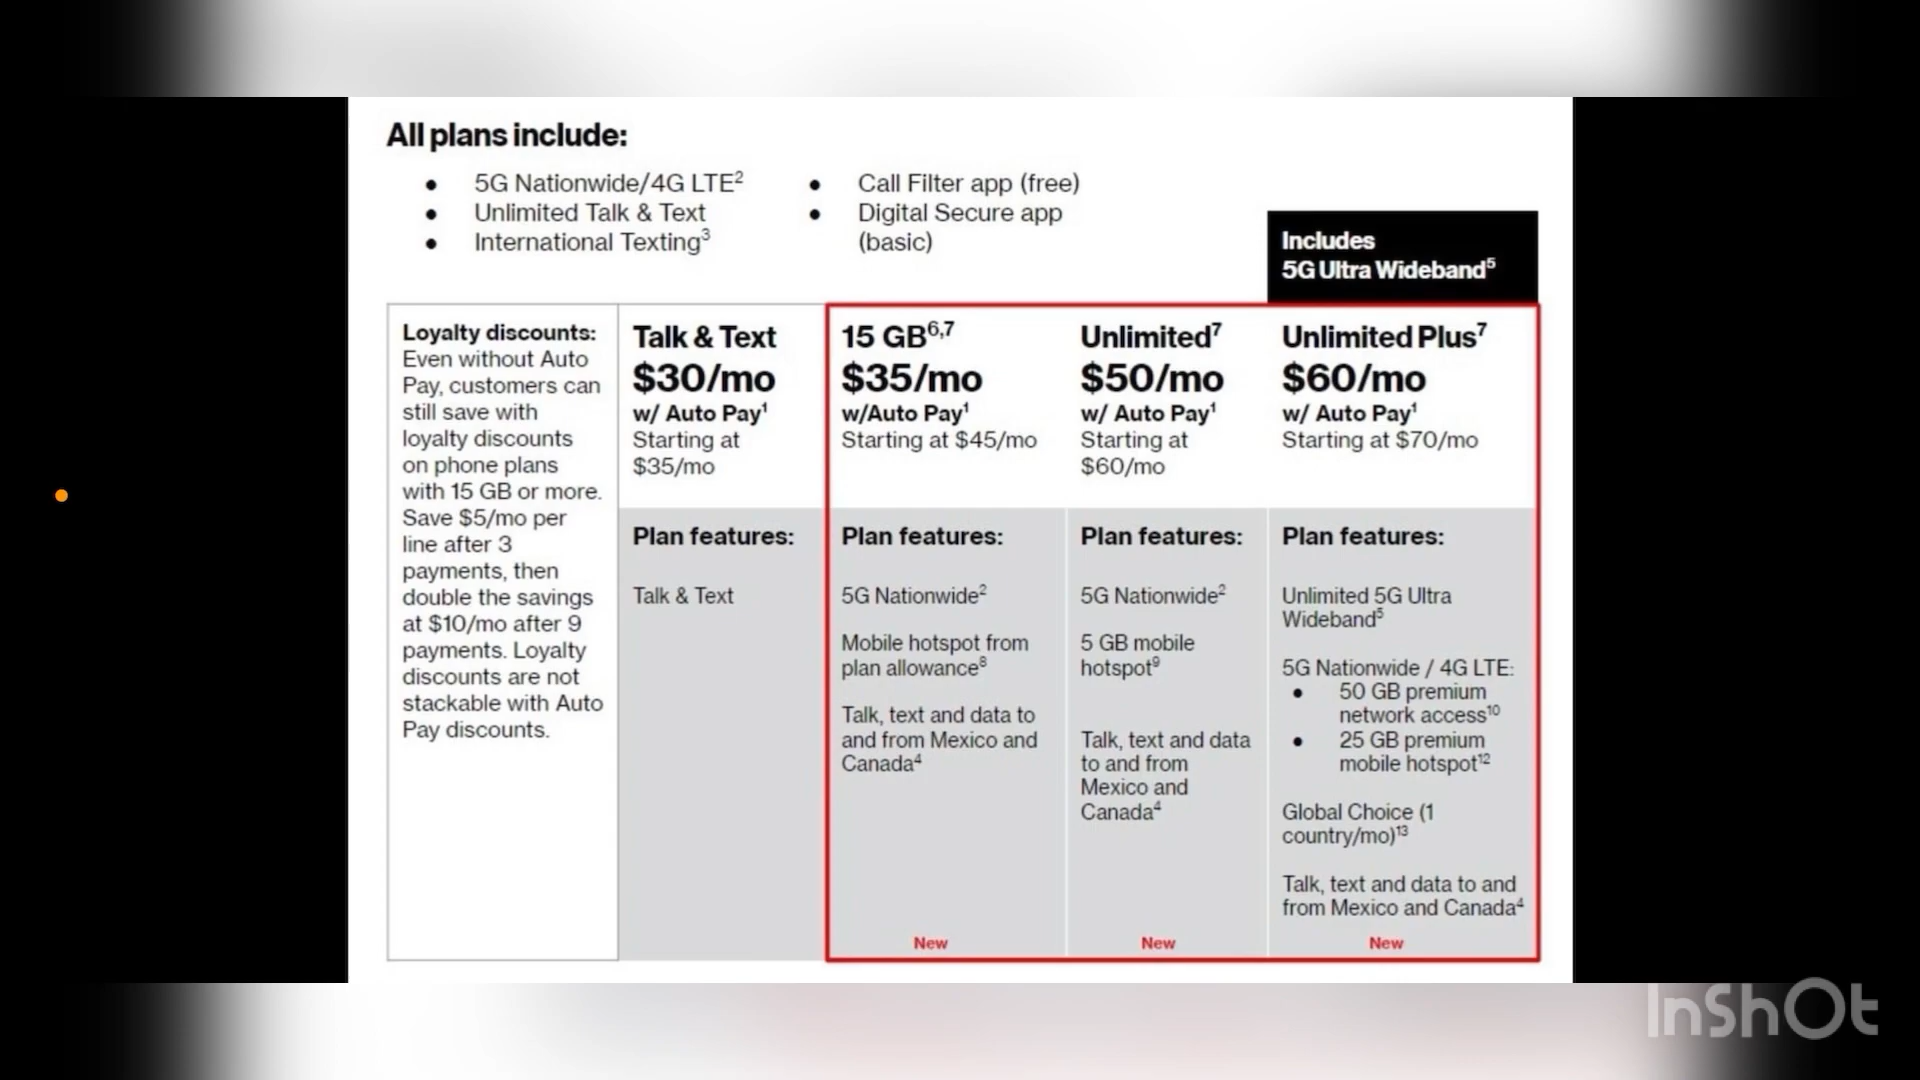 All plans include:
• 5G Nationwide/4G LTE²
• Unlimited Talk & Text
• International Texting³
• Call Filter app (free)
• Digital Secure app
(basic)
Includes
5G Ultra Wideband⁵
Loyalty discounts:
Even without Auto
Pay, customers can
still save with
loyalty discounts
on phone plans
with 15 GB or more.
Save $5/mo per
line after 3
payments, then
double the savings
at $10/mo after 9
payments. Loyalty
discounts are not
stackable with Auto
Pay discounts.
Talk & Text
$30/mo
w/ Auto Pay¹
Starting at
$35/mo
Plan features:
Talk & Text
15 GB⁶,⁷
$35/mo
w/Auto Pay¹
Starting at $45/mo
Plan features:
5G Nationwide²
Mobile hotspot from
plan allowance⁸
Talk, text and data to
and from Mexico and
Canada⁴
New
Unlimited⁷
$50/mo
w/ Auto Pay¹
Starting at
$60/mo
Plan features:
5G Nationwide²
5 GB mobile
hotspot⁹
Talk, text and data
to and from
Mexico and
Canada⁴
New
Unlimited Plus⁷
$60/mo
w/ Auto Pay¹
Starting at $70/mo
Plan features:
Unlimited 5G Ultra
Wideband⁵
5G Nationwide / 4G LTE:
• 50 GB premium
network access¹⁰
• 25 GB premium
mobile hotspot¹²
Global Choice (1
country/mo)¹³
Talk, text and data to and
from Mexico and Canada⁴
New
InShOt